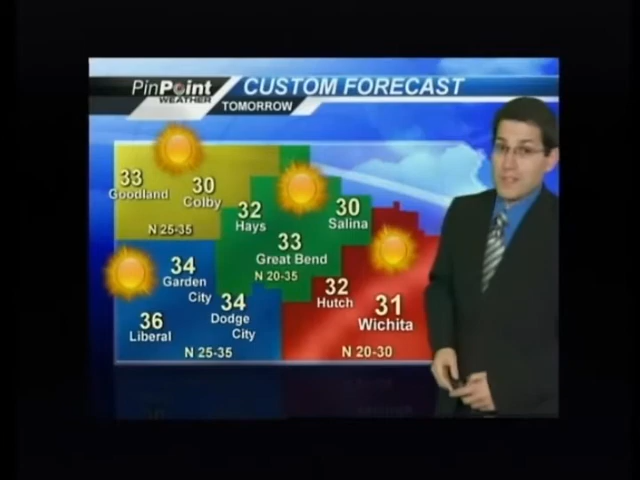 PinPoint
WEATHER
CUSTOM FORECAST
TOMORROW
33
Goodland
30
Colby
N 25-35
32
Hays
30
Salina
33
Great Bend
N 20-35
34
Garden
City
36
Liberal
34
Dodge
City
N 25-35
32
Hutch
31
Wichita
N 20-30